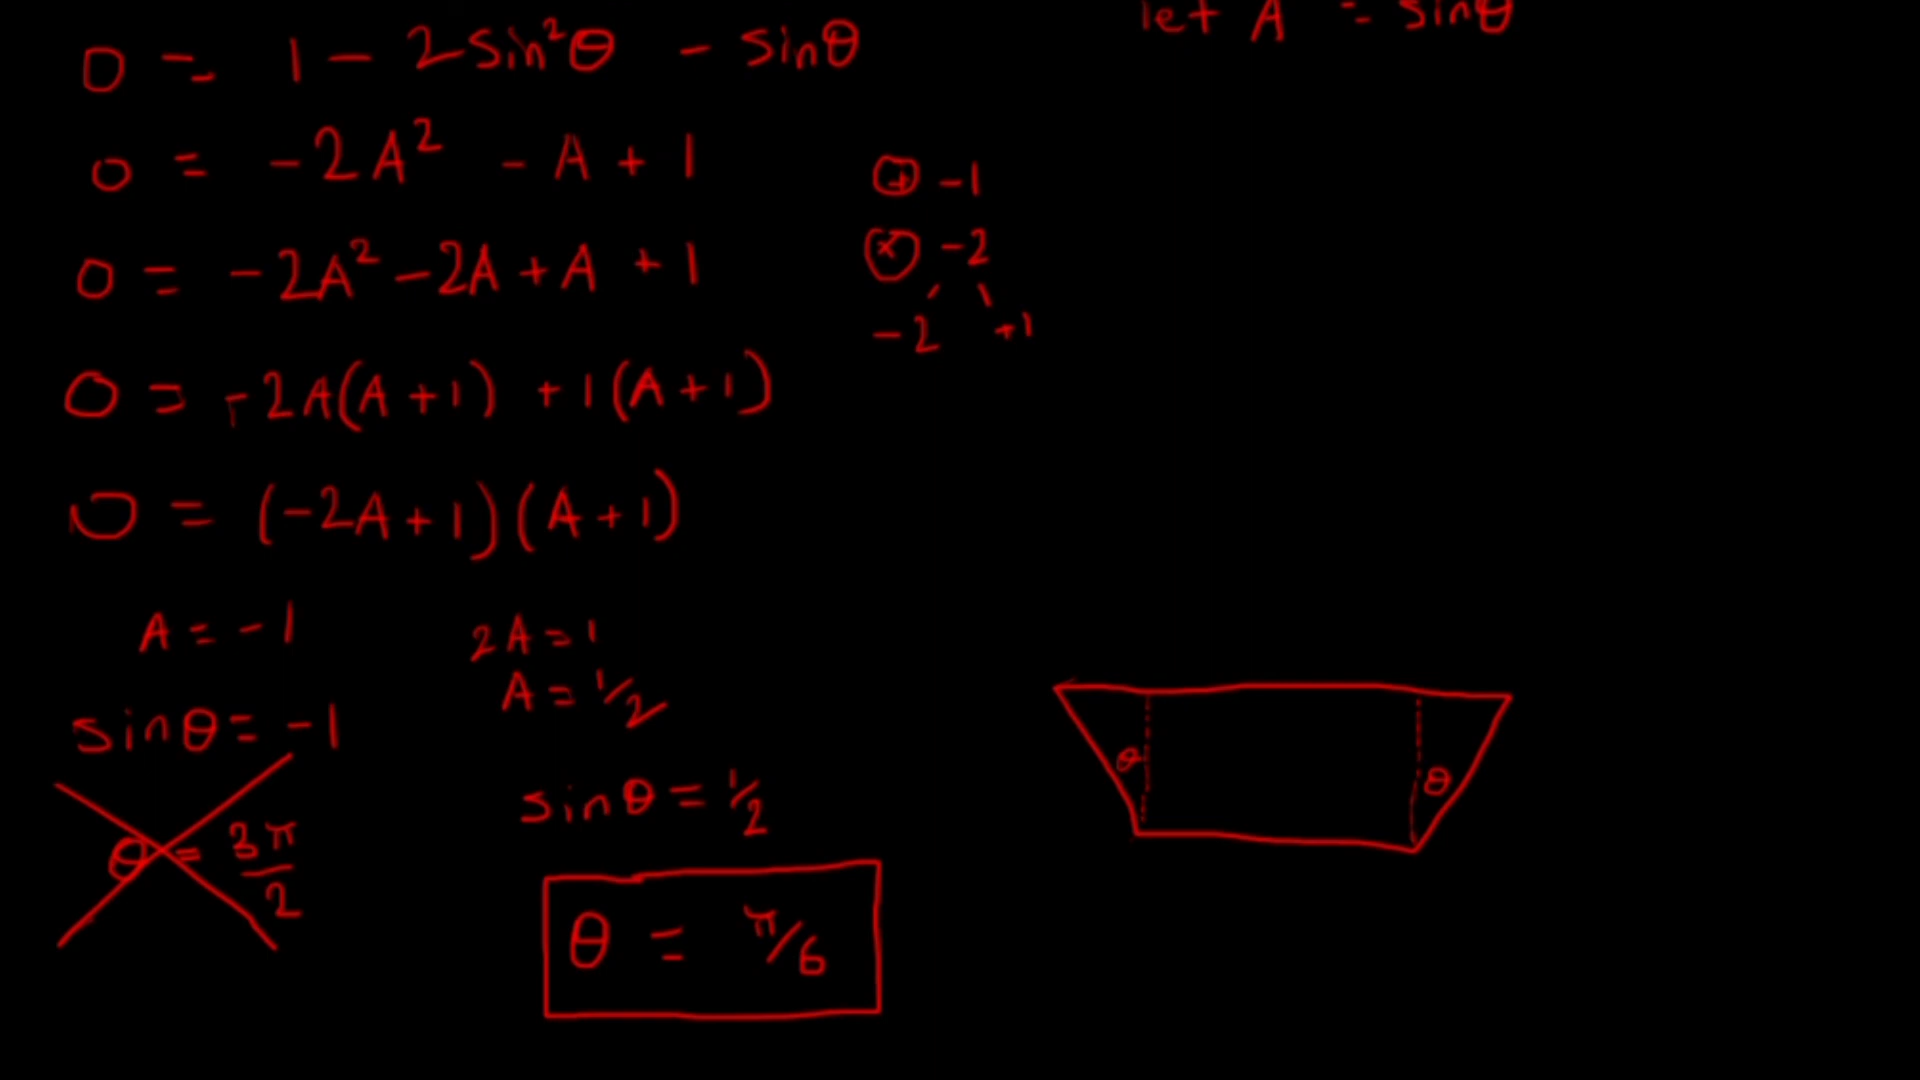 let A = sinθ
0 = 1 - 2sin²θ - sinθ
0 = -2A² - A + 1
⊕ -1
0 = -2A² - 2A + A + 1
⊗ -2
-2 +1
0 = -2A(A+1) + 1(A+1)
0 = (-2A+1)(A+1)
A = -1
sinθ = -1
θ = 3π/2
2A = 1
A = 1/2
sinθ = 1/2
θ = π/6
θ
θ